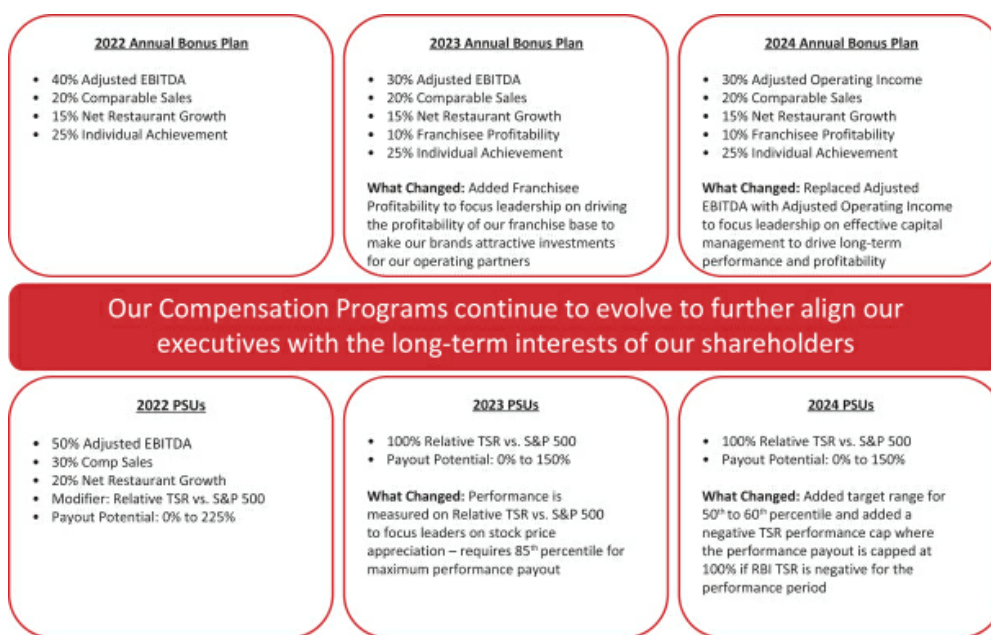 2022 Annual Bonus Plan
• 40% Adjusted EBITDA
• 20% Comparable Sales
• 15% Net Restaurant Growth
• 25% Individual Achievement
2023 Annual Bonus Plan
• 30% Adjusted EBITDA
• 20% Comparable Sales
• 15% Net Restaurant Growth
• 10% Franchisee Profitability
• 25% Individual Achievement
What Changed: Added Franchisee
Profitability to focus leadership on driving
the profitability of our franchise base to
make our brands attractive investments
for our operating partners
2024 Annual Bonus Plan
• 30% Adjusted Operating Income
• 20% Comparable Sales
• 15% Net Restaurant Growth
• 10% Franchisee Profitability
• 25% Individual Achievement
What Changed: Replaced Adjusted
EBITDA with Adjusted Operating Income
to focus leadership on effective capital
management to drive long-term
performance and profitability
Our Compensation Programs continue to evolve to further align our
executives with the long-term interests of our shareholders
2022 PSUs
• 50% Adjusted EBITDA
• 30% Comp Sales
• 20% Net Restaurant Growth
• Modifier: Relative TSR vs. S&P 500
• Payout Potential: 0% to 225%
2023 PSUs
• 100% Relative TSR vs. S&P 500
• Payout Potential: 0% to 150%
What Changed: Performance is
measured on Relative TSR vs. S&P 500
to focus leaders on stock price
appreciation – requires 85th percentile for
maximum performance payout
2024 PSUs
• 100% Relative TSR vs. S&P 500
• Payout Potential: 0% to 150%
What Changed: Added target range for
50th to 60th percentile and added a
negative TSR performance cap where
the performance payout is capped at
100% if RBI TSR is negative for the
performance period